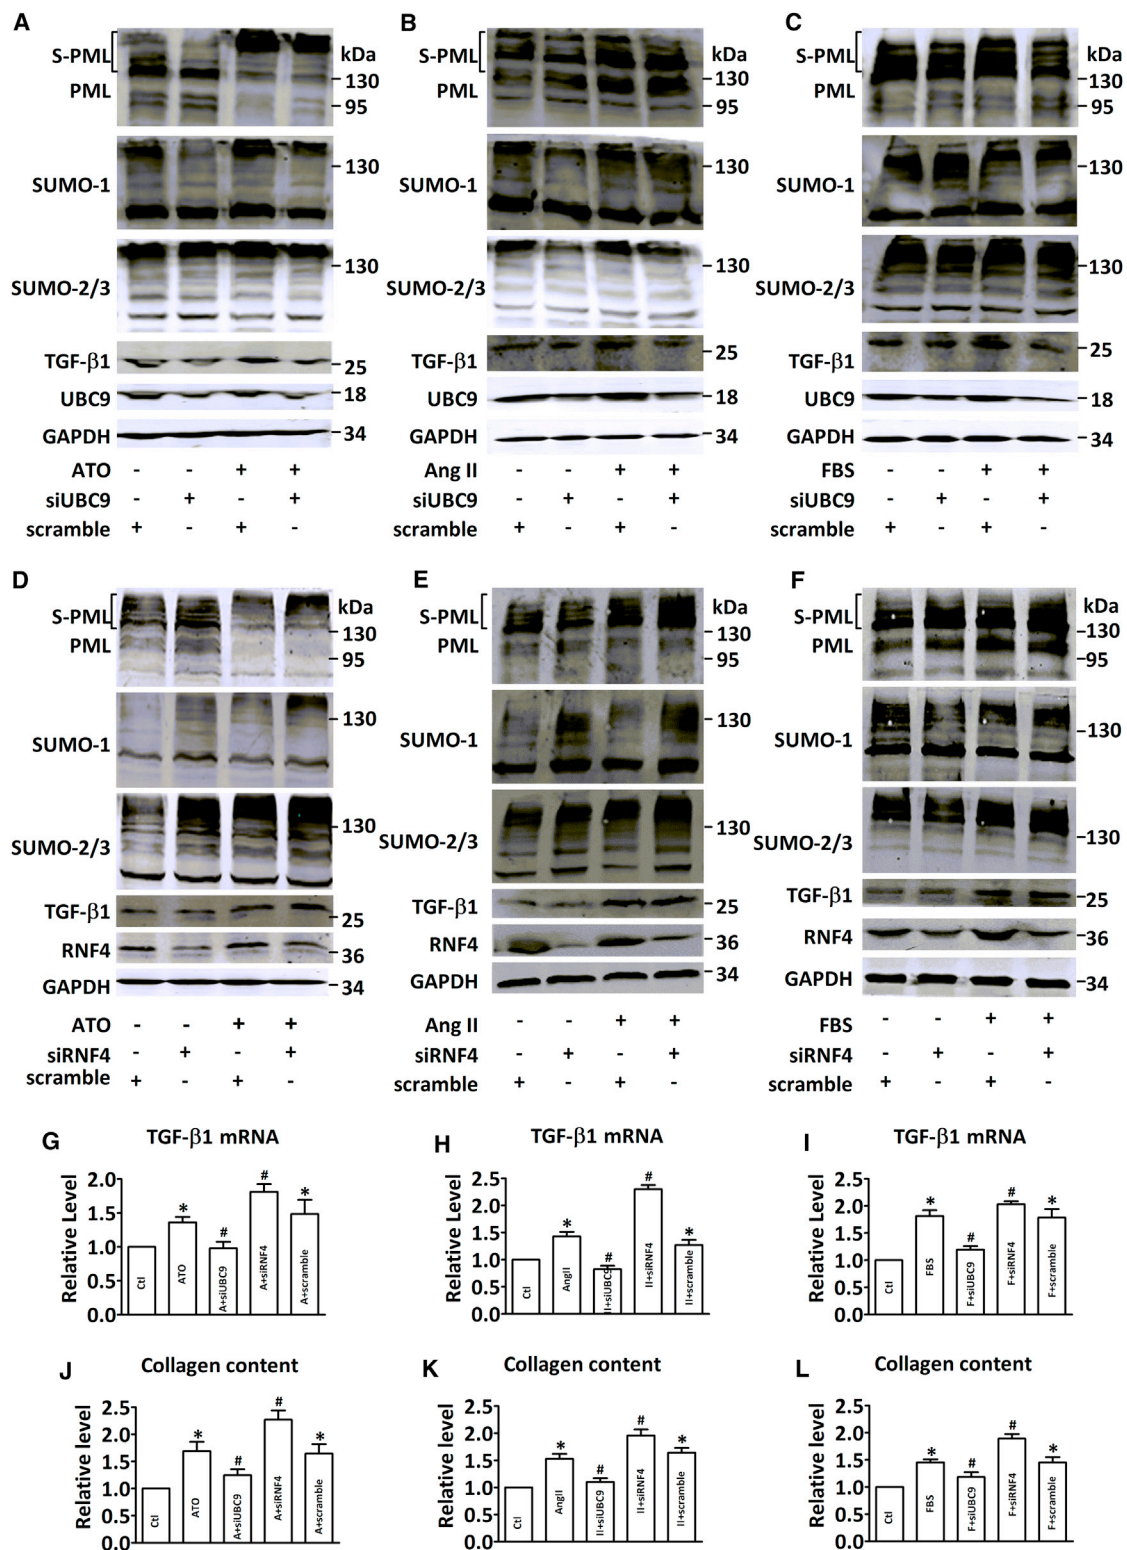 A
S-PML
PML
kDa
130
95
SUMO-1
130
SUMO-2/3
130
TGF-β1
25
UBC9
18
GAPDH
34
ATO - - + +
siUBC9 - + - +
scramble + - + -
B
S-PML
PML
kDa
130
95
SUMO-1
130
SUMO-2/3
130
TGF-β1
25
UBC9
18
GAPDH
34
Ang II - - + +
siUBC9 - + - +
scramble + - + -
C
S-PML
PML
kDa
130
95
SUMO-1
130
SUMO-2/3
130
TGF-β1
25
UBC9
18
GAPDH
34
FBS - - + +
siUBC9 - + - +
scramble + - + -
D
S-PML
PML
kDa
130
95
SUMO-1
130
SUMO-2/3
130
TGF-β1
25
RNF4
36
GAPDH
34
ATO - - + +
siRNF4 - + - +
scramble + - + -
E
S-PML
PML
kDa
130
95
SUMO-1
130
SUMO-2/3
130
TGF-β1
25
RNF4
36
GAPDH
34
Ang II - - + +
siRNF4 - + - +
scramble + - + -
F
S-PML
PML
kDa
130
95
SUMO-1
130
SUMO-2/3
130
TGF-β1
25
RNF4
36
GAPDH
34
FBS - - + +
siRNF4 - + - +
scramble + - + -
G
TGF-β1 mRNA
Relative Level
2.0
1.5
1.0
0.5
0.0
* # # *
Ctl
ATO
A+siUBC9
A+siRNF4
A+scramble
H
TGF-β1 mRNA
Relative Level
2.5
2.0
1.5
1.0
0.5
0.0
* # # *
Ctl
AngII
II+siUBC9
II+siRNF4
II+scramble
I
TGF-β1 mRNA
Relative Level
2.5
2.0
1.5
1.0
0.5
0.0
* # # *
Ctl
FBS
F+siUBC9
F+siRNF4
F+scramble
J
Collagen content
Relative level
2.5
2.0
1.5
1.0
0.5
0.0
* # # *
Ctl
ATO
A+siUBC9
A+siRNF4
A+scramble
K
Collagen content
Relative level
2.5
2.0
1.5
1.0
0.5
0.0
* # # *
Ctl
AngII
II+siUBC9
II+siRNF4
II+scramble
L
Collagen content
Relative level
2.5
2.0
1.5
1.0
0.5
0.0
* # # *
Ctl
FBS
F+siUBC9
F+siRNF4
F+scramble